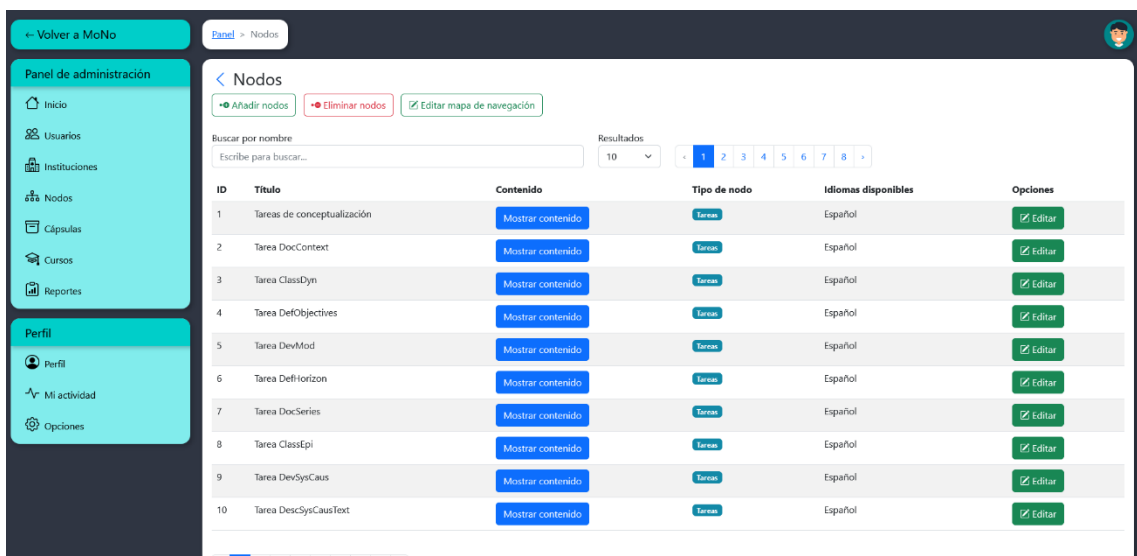 ← Volver a MoNo
Panel > Nodos
Panel de administración
Inicio
Usuarios
Instituciones
Nodos
Cápsulas
Cursos
Reportes
Perfil
Perfil
Mi actividad
Opciones
Nodos
Añadir nodos Eliminar nodos Editar mapa de navegación
Buscar por nombre Resultados
Escribe para buscar... 10 ‹ 1 2 3 4 5 6 7 8 ›
ID Título Contenido Tipo de nodo Idiomas disponibles Opciones
1 Tareas de conceptualización Mostrar contenido Tareas Español Editar
2 Tarea DocContext Mostrar contenido Tareas Español Editar
3 Tarea ClassDyn Mostrar contenido Tareas Español Editar
4 Tarea DefObjectives Mostrar contenido Tareas Español Editar
5 Tarea DevMod Mostrar contenido Tareas Español Editar
6 Tarea DefHorizon Mostrar contenido Tareas Español Editar
7 Tarea DocSeries Mostrar contenido Tareas Español Editar
8 Tarea ClassEpi Mostrar contenido Tareas Español Editar
9 Tarea DevSysCaus Mostrar contenido Tareas Español Editar
10 Tarea DescSysCausText Mostrar contenido Tareas Español Editar